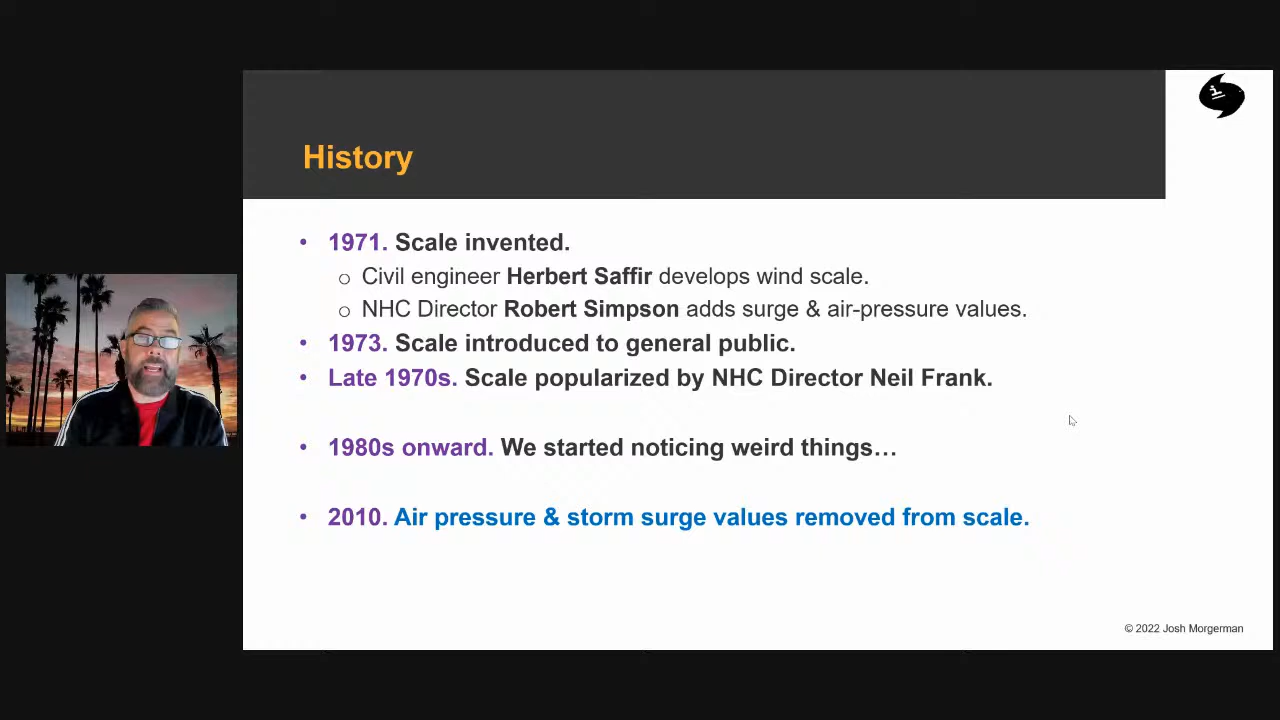 History
• 1971. Scale invented.
o Civil engineer Herbert Saffir develops wind scale.
o NHC Director Robert Simpson adds surge & air-pressure values.
• 1973. Scale introduced to general public.
• Late 1970s. Scale popularized by NHC Director Neil Frank.
• 1980s onward. We started noticing weird things…
• 2010. Air pressure & storm surge values removed from scale.
© 2022 Josh Morgerman